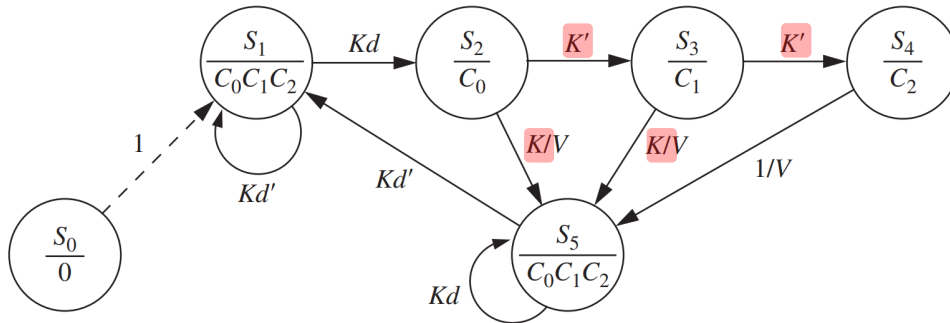 S₁
C₀C₁C₂
Kd
S₂
C₀
K′
S₃
C₁
K′
S₄
C₂
1
Kd′
Kd′
K/V
K/V
1/V
S₀
0
S₅
C₀C₁C₂
Kd